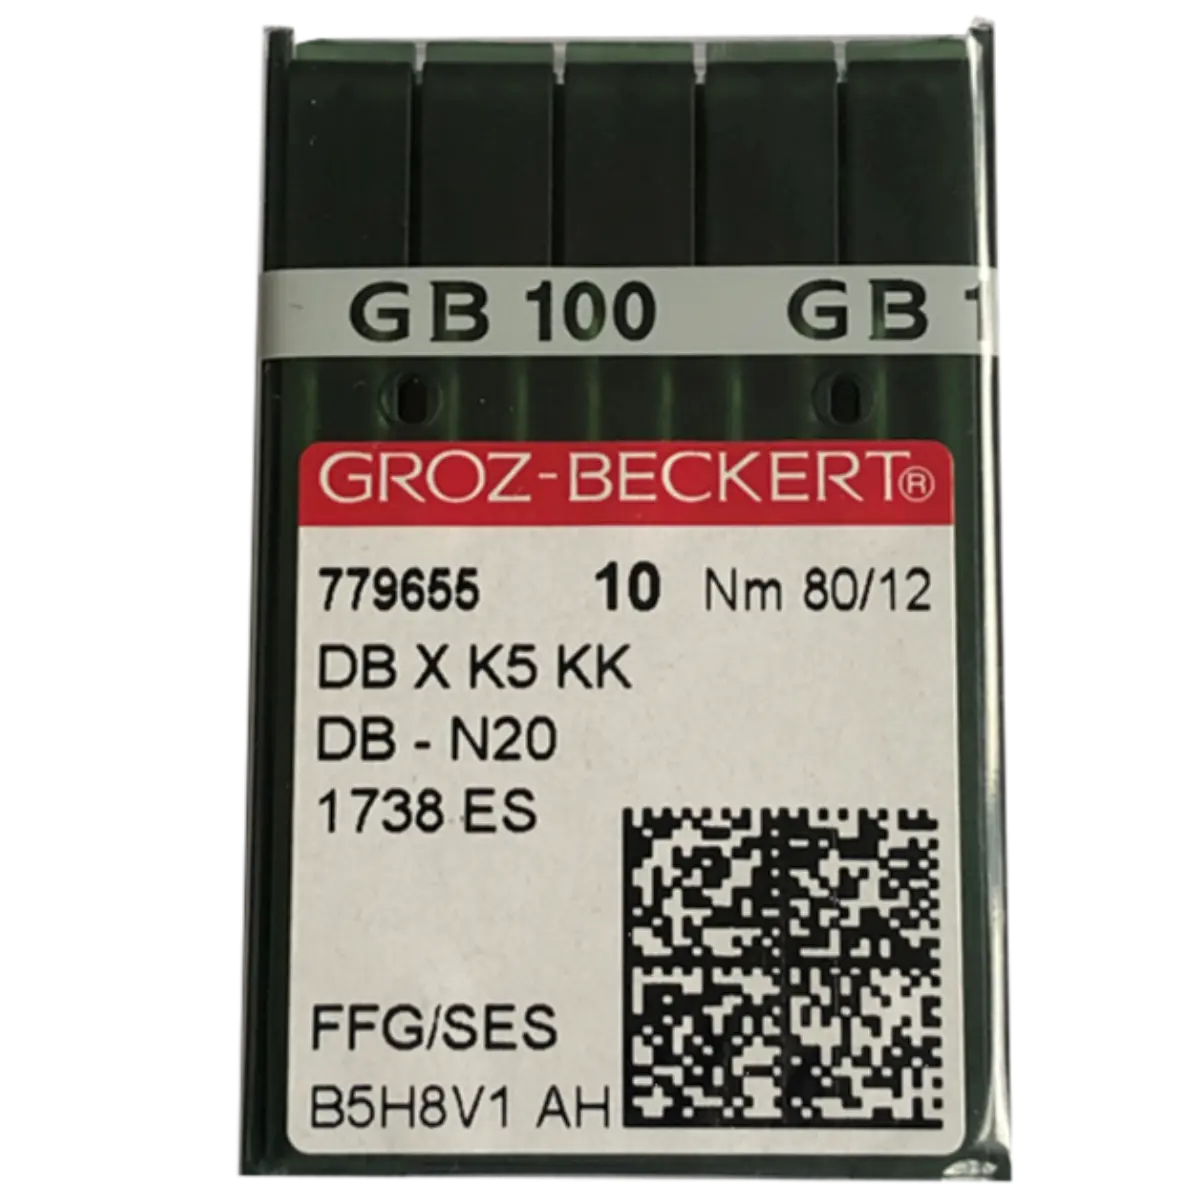 GB 100 GB 1
GROZ-BECKERT®
779655 10 Nm 80/12
DB X K5 KK
DB - N20
1738 ES
FFG/SES
B5H8V1 AH